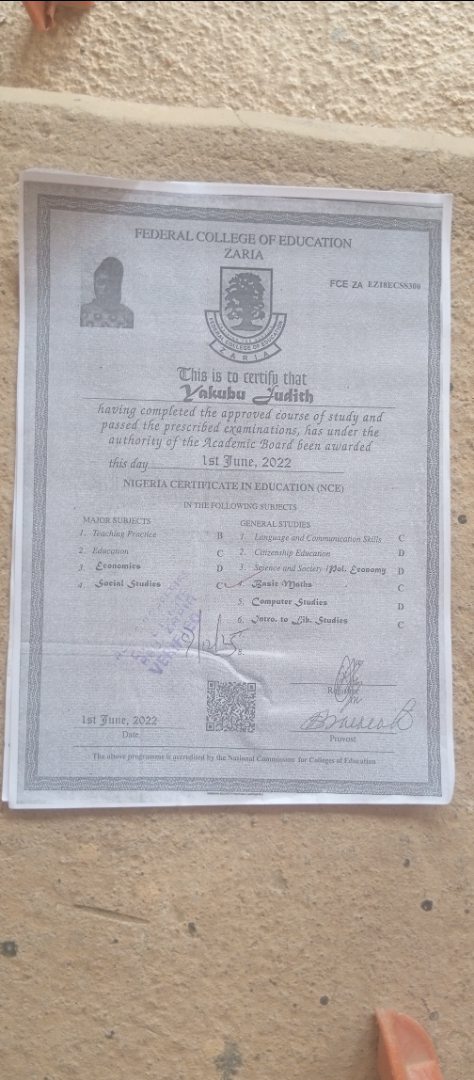 FEDERAL COLLEGE OF EDUCATION
ZARIA
FCE ZA EZ18ECSS300
FEDERAL COLLEGE OF EDUCATION
ZARIA
This is to certify that
Yakubu Judith
having completed the approved course of study and
passed the prescribed examinations, has under the
authority of the Academic Board been awarded
this day 1st June, 2022
NIGERIA CERTIFICATE IN EDUCATION (NCE)
IN THE FOLLOWING SUBJECTS
MAJOR SUBJECTS
1. Teaching Practice B
2. Education C
3. Economics D
4. Social Studies C
GENERAL STUDIES
1. Language and Communication Skills C
2. Citizenship Education D
3. Science and Society /Pol. Economy D
4. Basic Maths C
5. Computer Studies D
6. Intro. to Lib. Studies C
VERIFIED
1st June, 2022
Date
Provost
The above programme is accredited by the National Commission for Colleges of Education